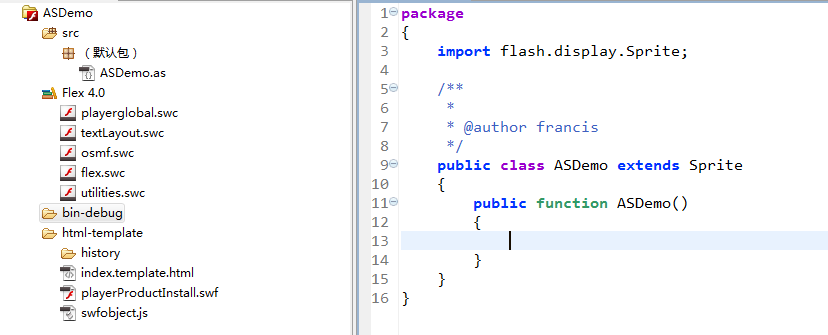 ASDemo
src
（默认包）
ASDemo.as
Flex 4.0
playerglobal.swc
textLayout.swc
osmf.swc
flex.swc
utilities.swc
bin-debug
html-template
history
index.template.html
playerProductInstall.swf
swfobject.js
1 package
2 {
3 import flash.display.Sprite;
4
5 /**
6 *
7 * @author francis
8 */
9 public class ASDemo extends Sprite
10 {
11 public function ASDemo()
12 {
13
14 }
15 }
16 }